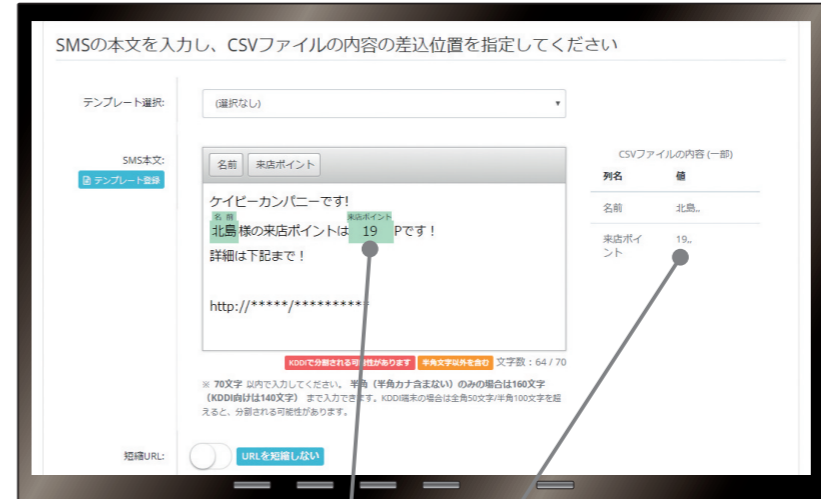 SMSの本文を入力し、CSVファイルの内容の差込位置を指定してください
テンプレート選択:
(選択なし)
SMS本文:
テンプレート登録
名前 来店ポイント
ケイピーカンパニーです!
名前 来店ポイント
北島 様の来店ポイントは 19 Pです！
詳細は下記まで！
http://*****/**********
KDDIで分割される可能性があります 半角文字以外を含む 文字数：64 / 70
※ 70文字 以内で入力してください。 半角（半角カナ含まない）のみの場合は160文字
（KDDI向けは140文字） まで入力できます。KDDI端末の場合は全角50文字/半角100文字を超
えると、分割される可能性があります。
短縮URL:
URLを短縮しない
CSVファイルの内容 (一部)
列名 値
名前 北島,,
来店ポイ 19,,
ント